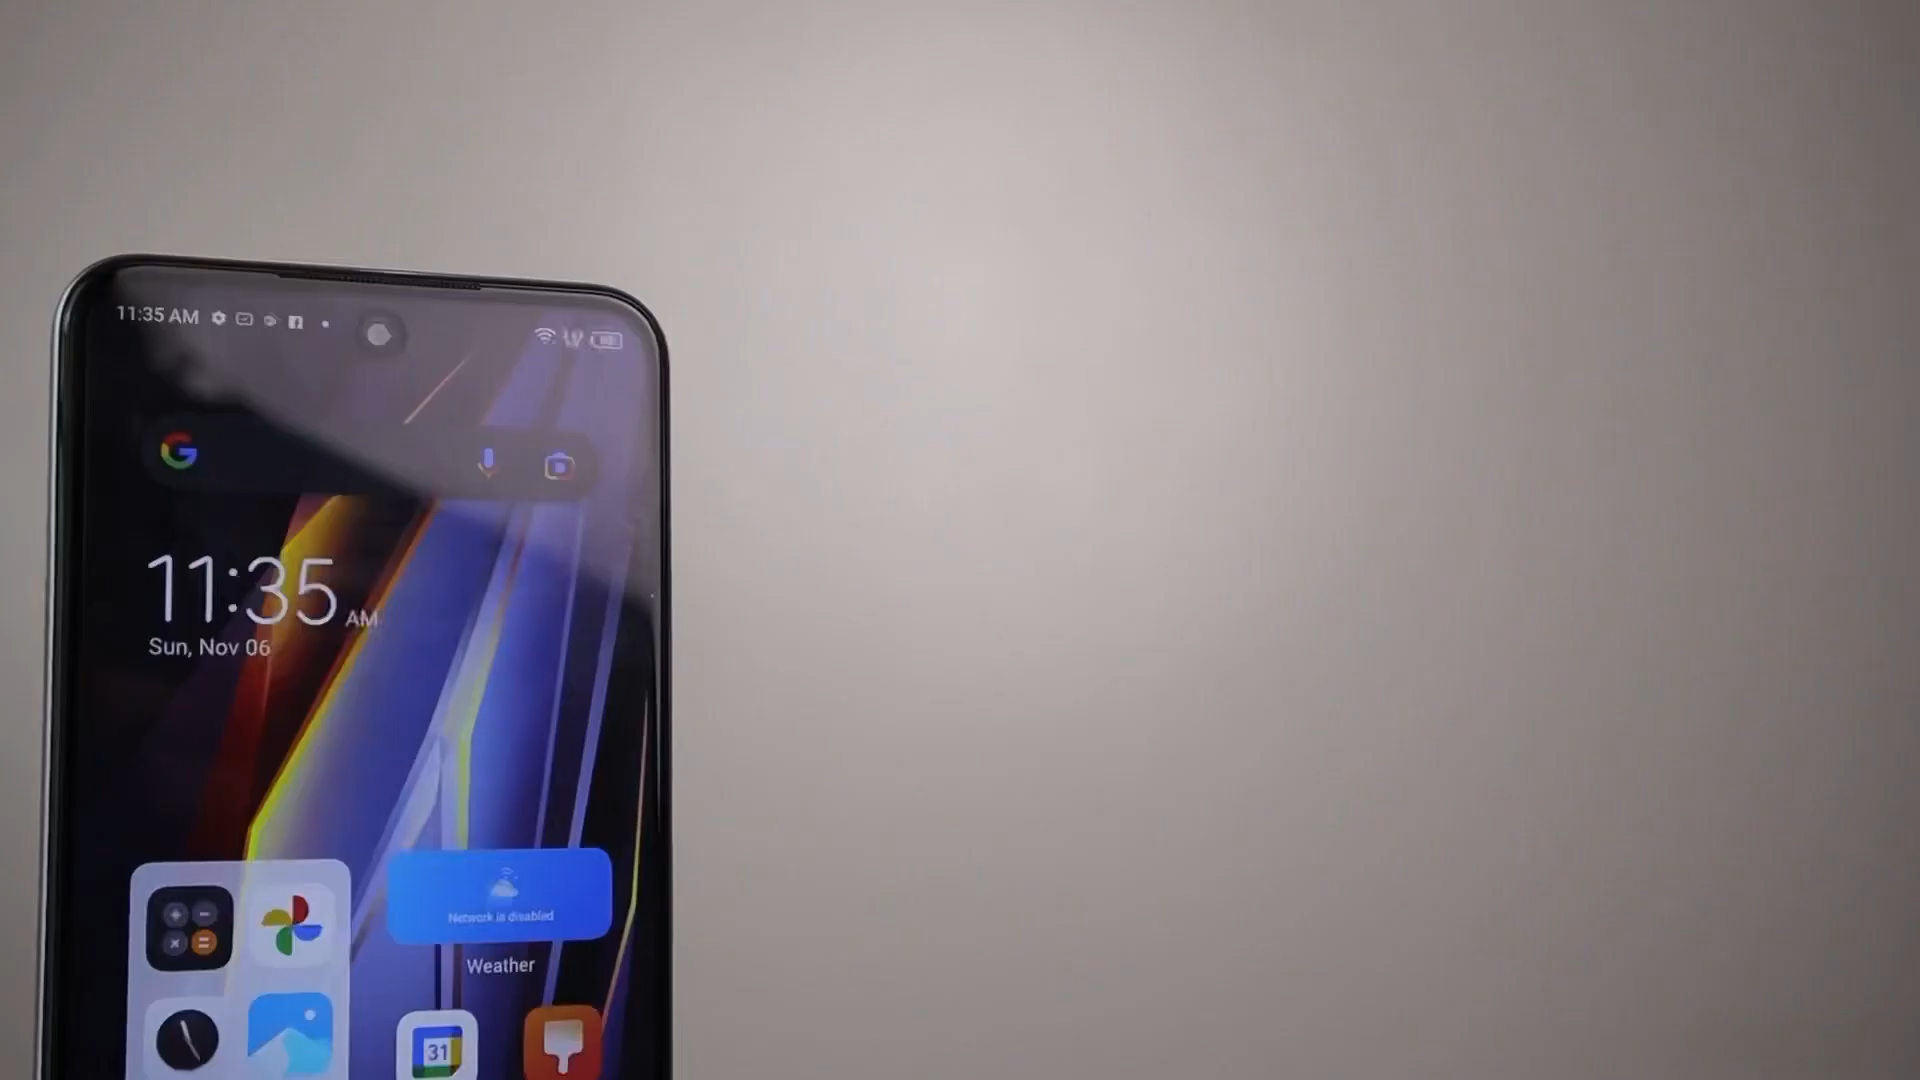 11:35 AM
11:35 AM
Sun, Nov 06
Network is disabled
Weather
31